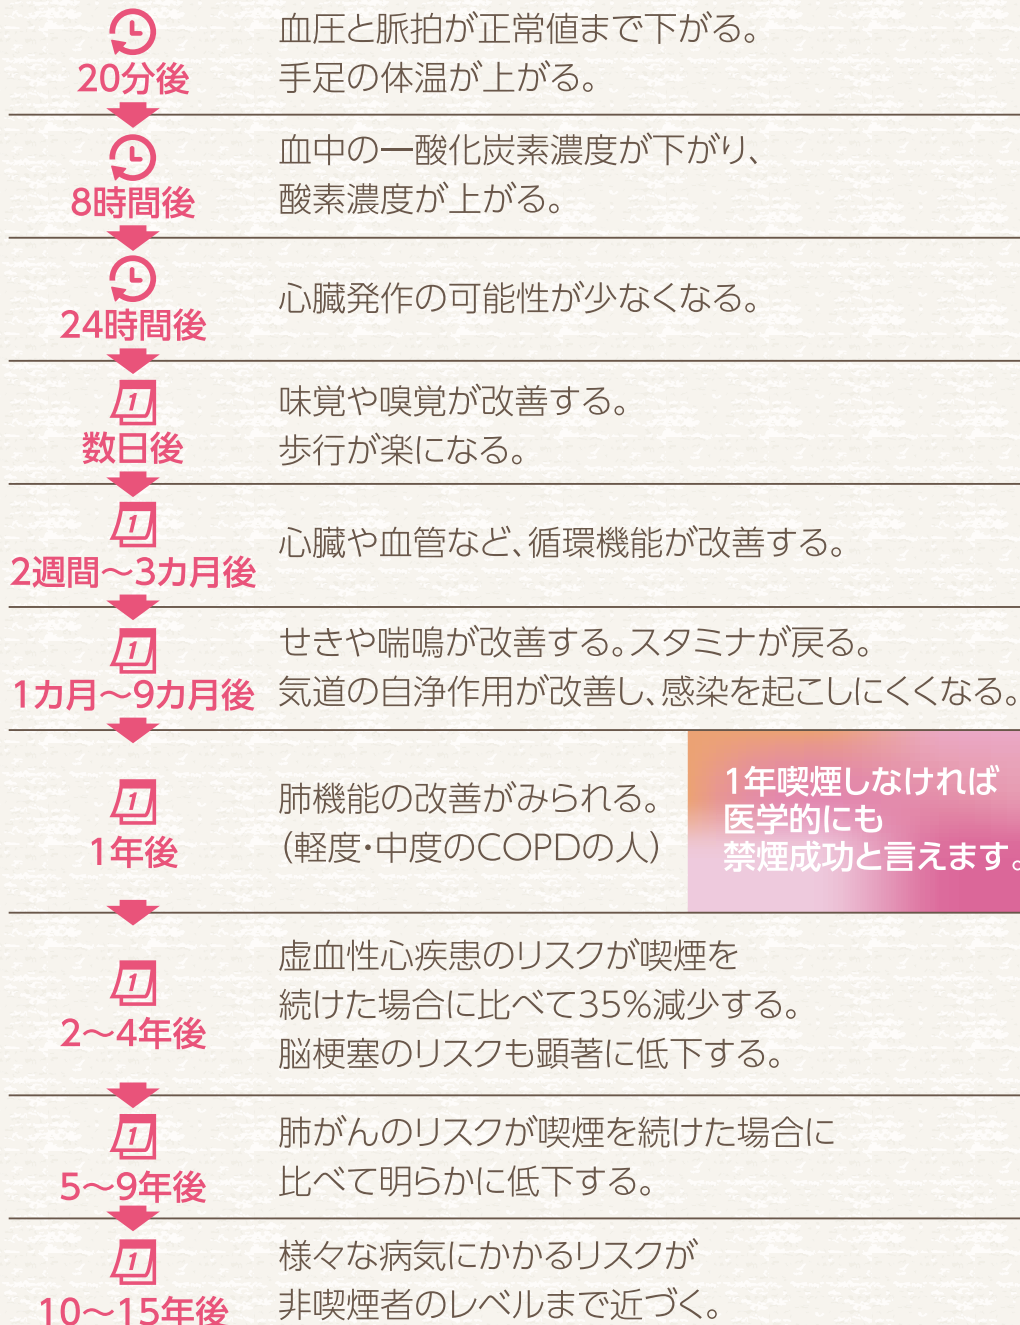 20分後
血圧と脈拍が正常値まで下がる。
手足の体温が上がる。
8時間後
血中の一酸化炭素濃度が下がり、
酸素濃度が上がる。
24時間後
心臓発作の可能性が少なくなる。
1
数日後
味覚や嗅覚が改善する。
歩行が楽になる。
1
2週間～3カ月後
心臓や血管など、循環機能が改善する。
1
1カ月～9カ月後
せきや喘鳴が改善する。スタミナが戻る。
気道の自浄作用が改善し、感染を起こしにくくなる。
1
1年後
肺機能の改善がみられる。
（軽度・中度のCOPDの人）
1年喫煙しなければ
医学的にも
禁煙成功と言えます。
1
2～4年後
虚血性心疾患のリスクが喫煙を
続けた場合に比べて35%減少する。
脳梗塞のリスクも顕著に低下する。
1
5～9年後
肺がんのリスクが喫煙を続けた場合に
比べて明らかに低下する。
1
10～15年後
様々な病気にかかるリスクが
非喫煙者のレベルまで近づく。